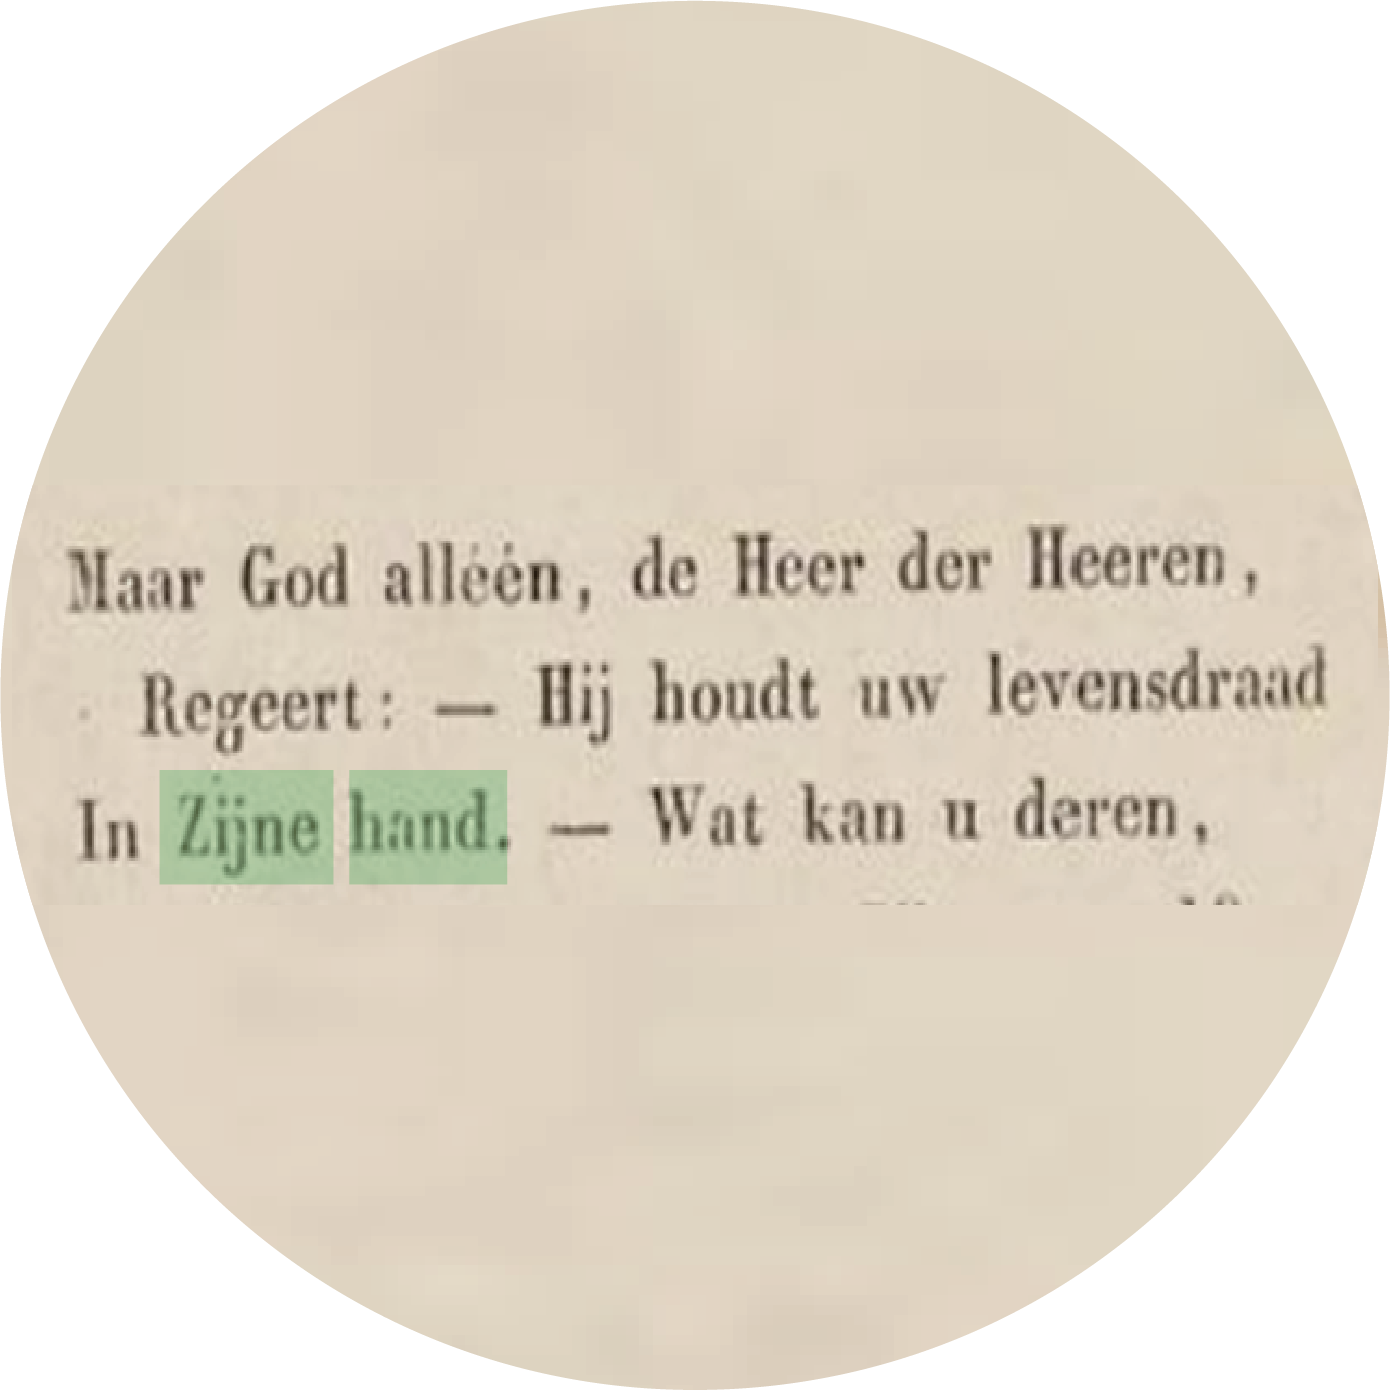 Maar God alléén, de Heer der Heeren,
Regeert: — Hij houdt uw levensdraad
In Zijne hand. — Wat kan u deren,